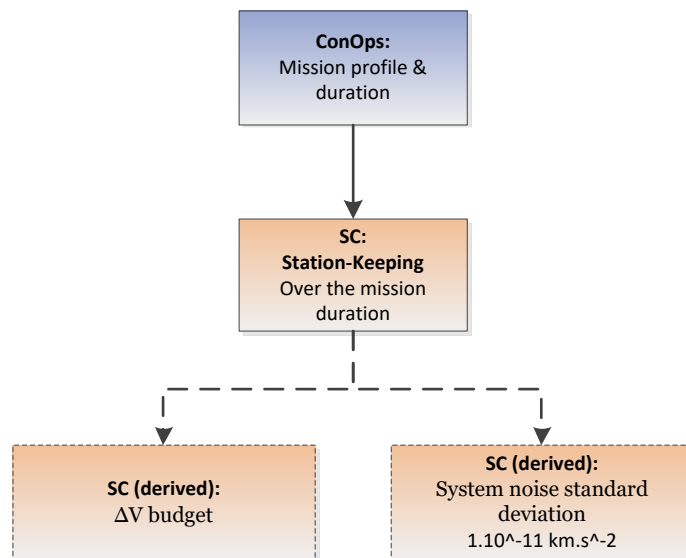 ConOps:
Mission profile &
duration
SC:
Station-Keeping
Over the mission
duration
SC (derived):
ΔV budget
SC (derived):
System noise standard
deviation
1.10^-11 km.s^-2